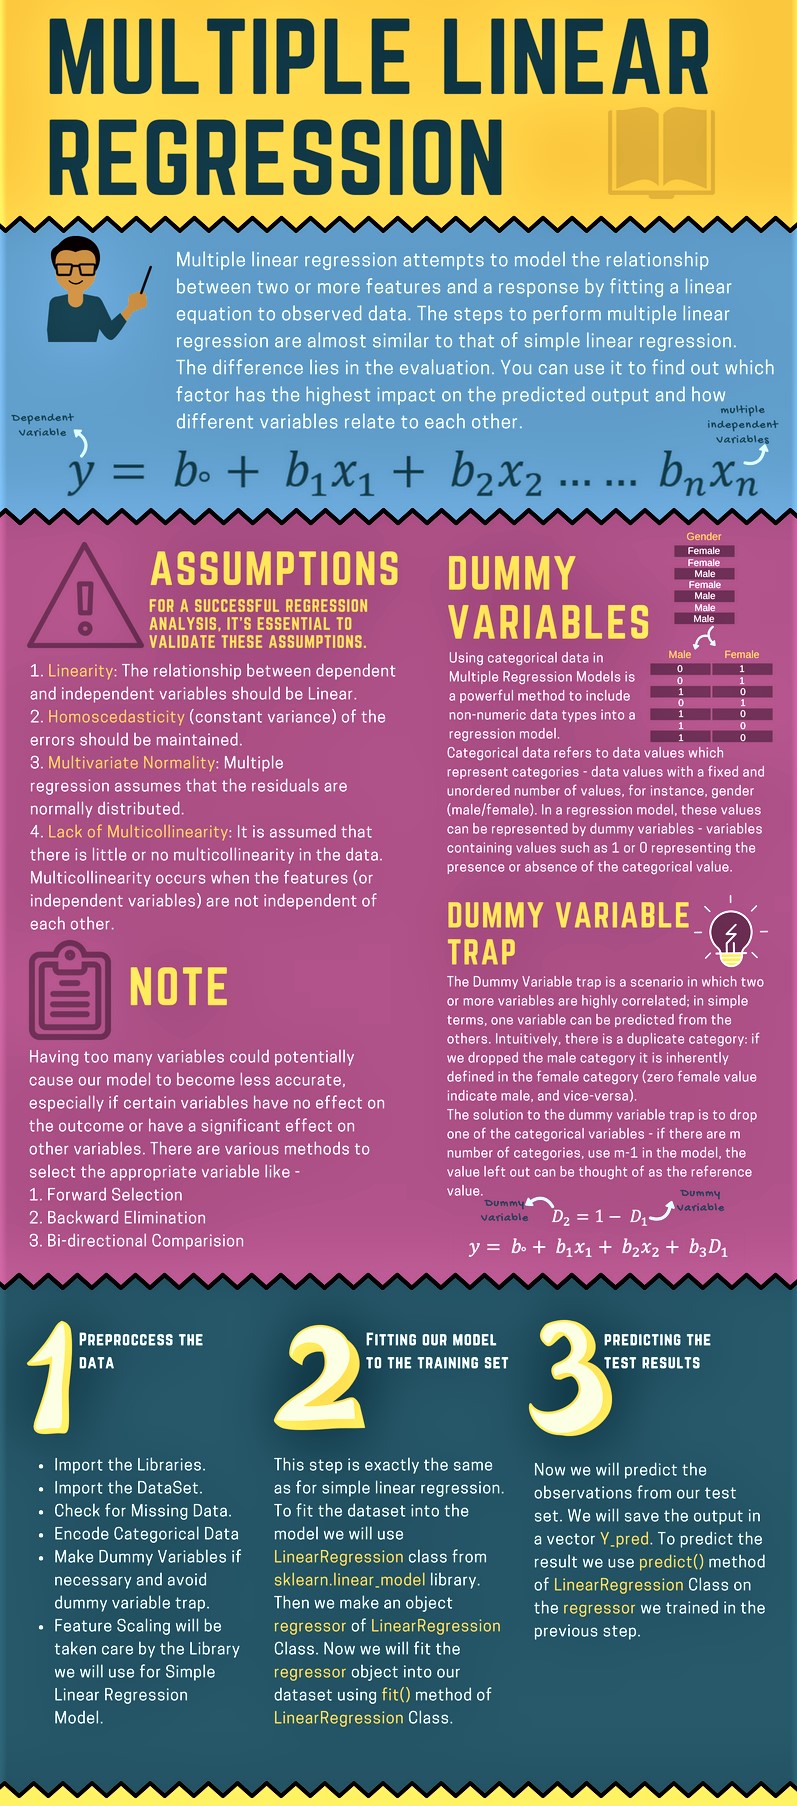 MULTIPLE LINEAR
REGRESSION
Multiple linear regression attempts to model the relationship
between two or more features and a response by fitting a linear
equation to observed data. The steps to perform multiple linear
regression are almost similar to that of simple linear regression.
The difference lies in the evaluation. You can use it to find out which
factor has the highest impact on the predicted output and how
different variables relate to each other.
Dependent
Variable
multiple
independent
Variables
y = b₀ + b₁x₁ + b₂x₂ ... ... bₙxₙ
ASSUMPTIONS
FOR A SUCCESSFUL REGRESSION
ANALYSIS, IT'S ESSENTIAL TO
VALIDATE THESE ASSUMPTIONS.
1. Linearity: The relationship between dependent
and independent variables should be Linear.
2. Homoscedasticity (constant variance) of the
errors should be maintained.
3. Multivariate Normality: Multiple
regression assumes that the residuals are
normally distributed.
4. Lack of Multicollinearity: It is assumed that
there is little or no multicollinearity in the data.
Multicollinearity occurs when the features (or
independent variables) are not independent of
each other.
NOTE
Having too many variables could potentially
cause our model to become less accurate,
especially if certain variables have no effect on
the outcome or have a significant effect on
other variables. There are various methods to
select the appropriate variable like -
1. Forward Selection
2. Backward Elimination
3. Bi-directional Comparision
DUMMY
VARIABLES
Gender
Female
Female
Male
Female
Male
Male
Male
Male Female
0 1
0 1
1 0
0 1
1 0
1 0
1 0
Using categorical data in
Multiple Regression Models is
a powerful method to include
non-numeric data types into a
regression model.
Categorical data refers to data values which
represent categories - data values with a fixed and
unordered number of values, for instance, gender
(male/female). In a regression model, these values
can be represented by dummy variables - variables
containing values such as 1 or 0 representing the
presence or absence of the categorical value.
DUMMY VARIABLE
TRAP
The Dummy Variable trap is a scenario in which two
or more variables are highly correlated; in simple
terms, one variable can be predicted from the
others. Intuitively, there is a duplicate category: if
we dropped the male category it is inherently
defined in the female category (zero female value
indicate male, and vice-versa).
The solution to the dummy variable trap is to drop
one of the categorical variables - if there are m
number of categories, use m-1 in the model, the
value left out can be thought of as the reference
value.
Dummy
Variable
D₂ = 1 − D₁
Dummy
Variable
y = b₀ + b₁x₁ + b₂x₂ + b₃D₁
1
PREPROCCESS THE
DATA
• Import the Libraries.
• Import the DataSet.
• Check for Missing Data.
• Encode Categorical Data
• Make Dummy Variables if
necessary and avoid
dummy variable trap.
• Feature Scaling will be
taken care by the Library
we will use for Simple
Linear Regression
Model.
2
FITTING OUR MODEL
TO THE TRAINING SET
This step is exactly the same
as for simple linear regression.
To fit the dataset into the
model we will use
LinearRegression class from
sklearn.linear_model library.
Then we make an object
regressor of LinearRegression
Class. Now we will fit the
regressor object into our
dataset using fit() method of
LinearRegression Class.
3
PREDICTING THE
TEST RESULTS
Now we will predict the
observations from our test
set. We will save the output in
a vector Y_pred. To predict the
result we use predict() method
of LinearRegression Class on
the regressor we trained in the
previous step.